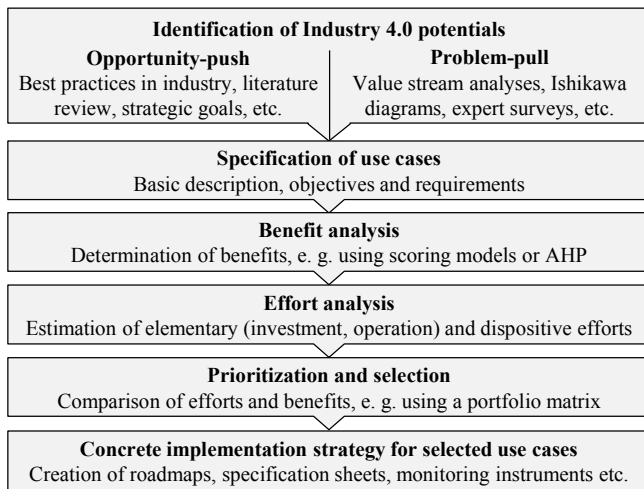 Identification of Industry 4.0 potentials
Opportunity-push
Best practices in industry, literature
review, strategic goals, etc.
Problem-pull
Value stream analyses, Ishikawa
diagrams, expert surveys, etc.
Specification of use cases
Basic description, objectives and requirements
Benefit analysis
Determination of benefits, e. g. using scoring models or AHP
Effort analysis
Estimation of elementary (investment, operation) and dispositive efforts
Prioritization and selection
Comparison of efforts and benefits, e. g. using a portfolio matrix
Concrete implementation strategy for selected use cases
Creation of roadmaps, specification sheets, monitoring instruments etc.